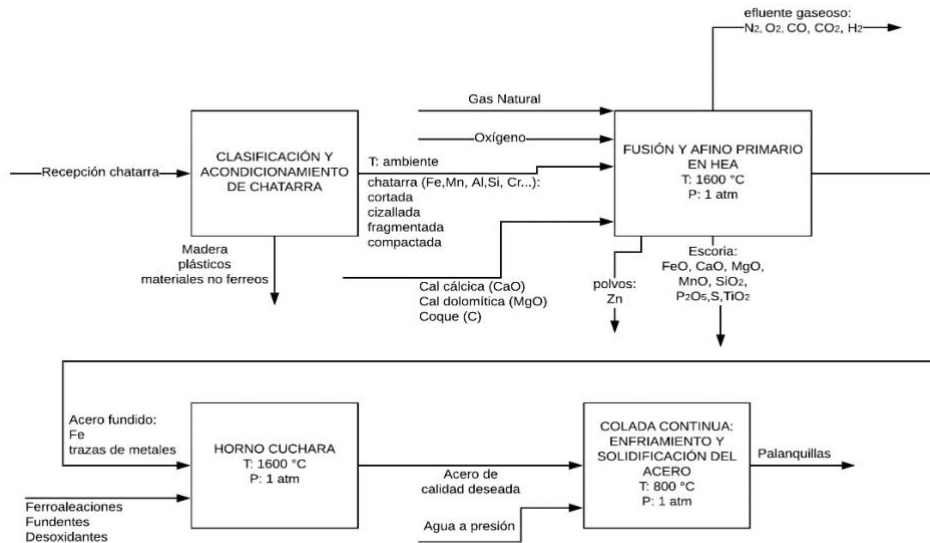 efluente gaseoso:
N2, O2, CO, CO2, H2
Gas Natural
Oxígeno
Recepción chatarra
CLASIFICACIÓN Y
ACONDICIONAMIENTO
DE CHATARRA
T: ambiente
chatarra (Fe,Mn, Al,Si, Cr...):
cortada
cizallada
fragmentada
compactada
FUSIÓN Y AFINO PRIMARIO
EN HEA
T: 1600 °C
P: 1 atm
Madera
plásticos
materiales no ferreos
Cal cálcica (CaO)
Cal dolomítica (MgO)
Coque (C)
polvos:
Zn
Escoria:
FeO, CaO, MgO,
MnO, SiO2,
P2O5,S,TiO2
Acero fundido:
Fe
trazas de metales
Ferroaleaciones
Fundentes
Desoxidantes
HORNO CUCHARA
T: 1600 °C
P: 1 atm
Acero de
calidad deseada
Agua a presión
COLADA CONTINUA:
ENFRIAMIENTO Y
SOLIDIFICACIÓN DEL
ACERO
T: 800 °C
P: 1 atm
Palanquillas